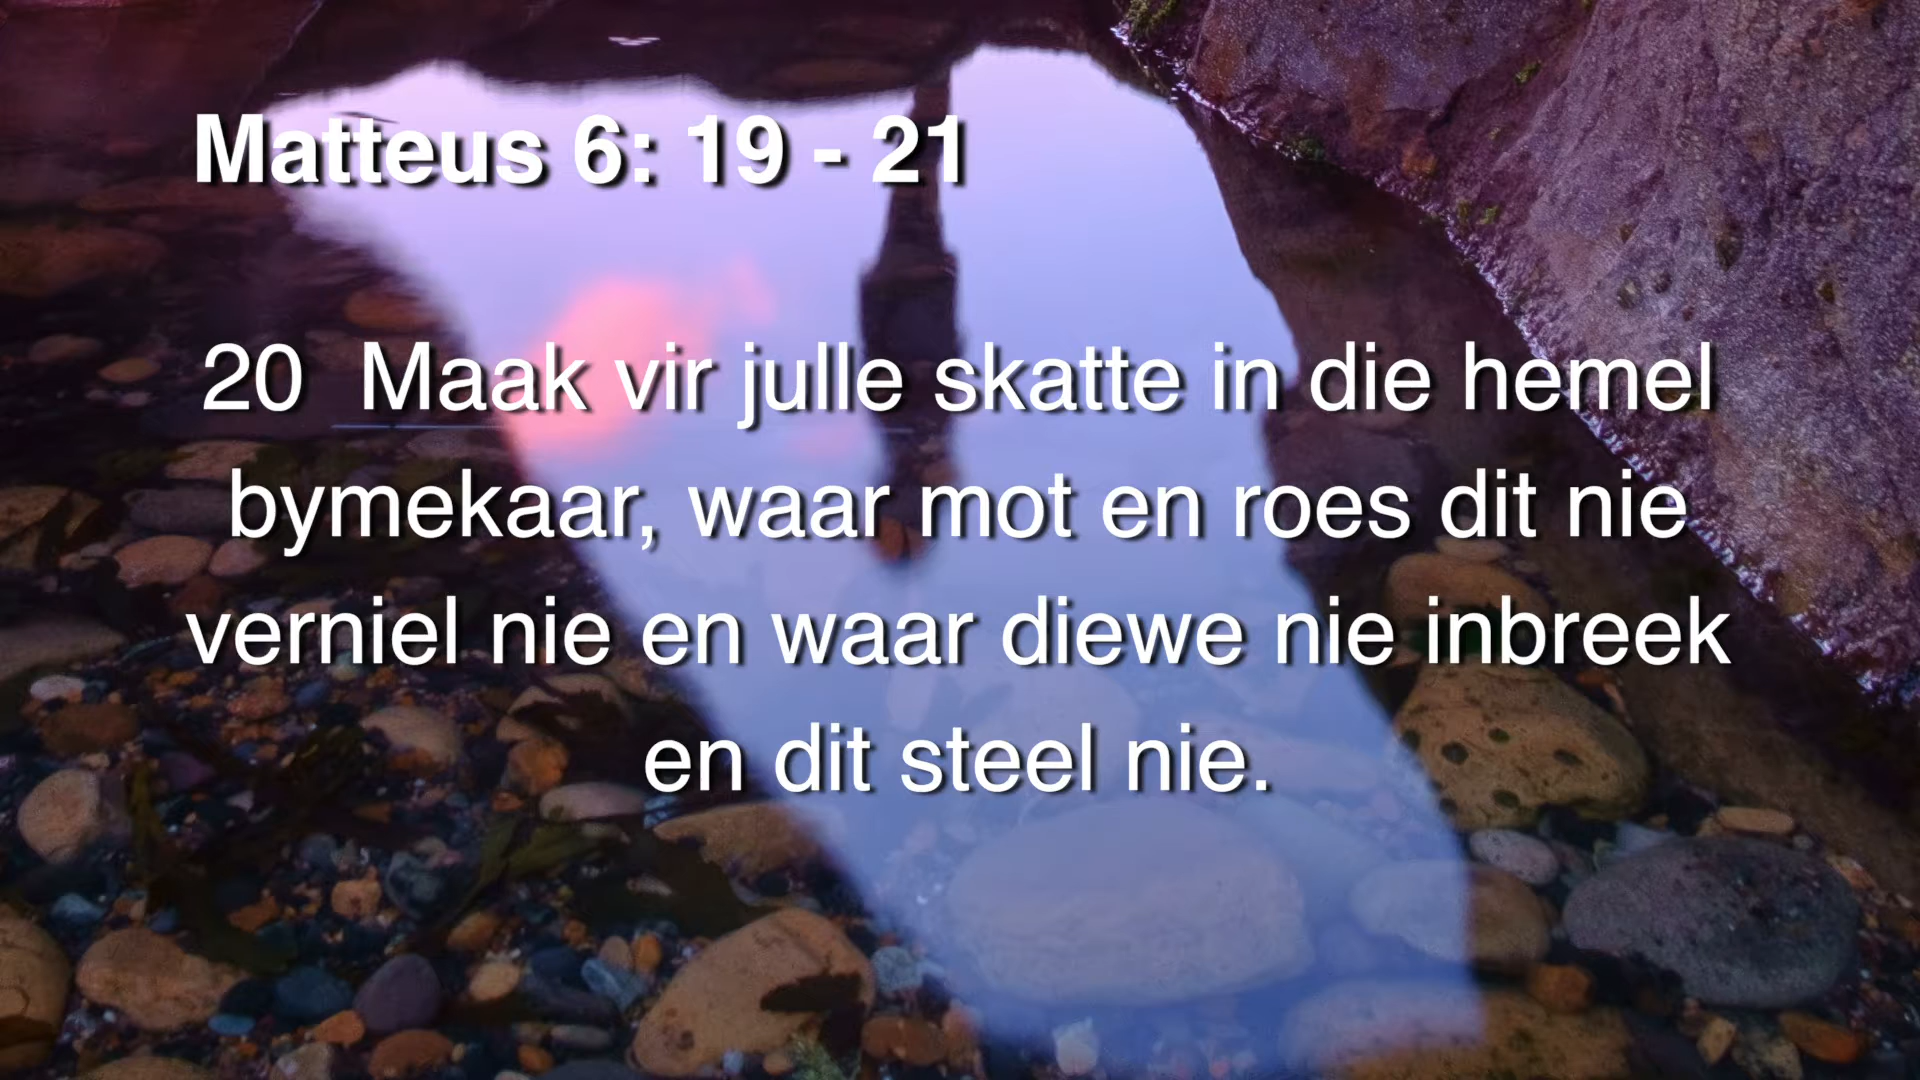 Matteus 6: 19 - 21
20 Maak vir julle skatte in die hemel
bymekaar, waar mot en roes dit nie
verniel nie en waar diewe nie inbreek
en dit steel nie.